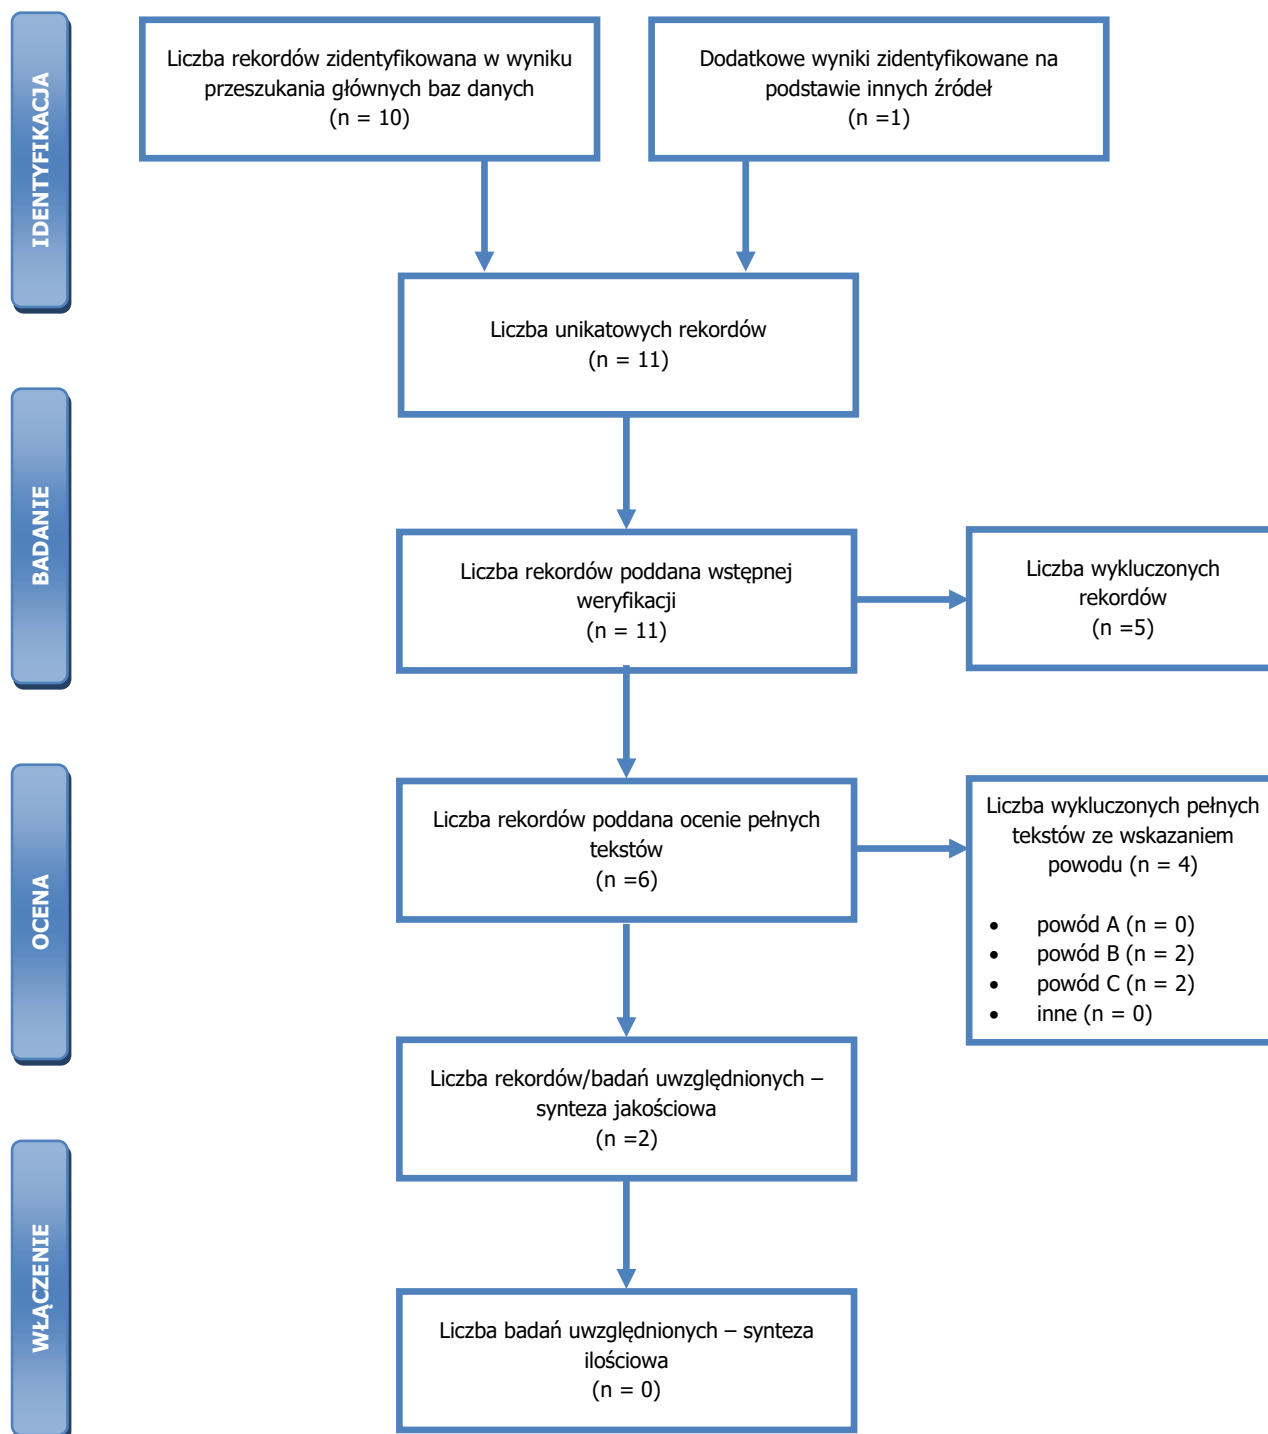 IDENTYFIKACJA
Liczba rekordów zidentyfikowana w wyniku
przeszukania głównych baz danych
(n = 10)
Dodatkowe wyniki zidentyfikowane na
podstawie innych źródeł
(n =1)
Liczba unikatowych rekordów
(n = 11)
BADANIE
Liczba rekordów poddana wstępnej
weryfikacji
(n = 11)
Liczba wykluczonych
rekordów
(n =5)
OCENA
Liczba rekordów poddana ocenie pełnych
tekstów
(n =6)
Liczba wykluczonych pełnych
tekstów ze wskazaniem
powodu (n = 4)
• powód A (n = 0)
• powód B (n = 2)
• powód C (n = 2)
• inne (n = 0)
Liczba rekordów/badań uwzględnionych –
synteza jakościowa
(n =2)
WŁĄCZENIE
Liczba badań uwzględnionych – synteza
ilościowa
(n = 0)